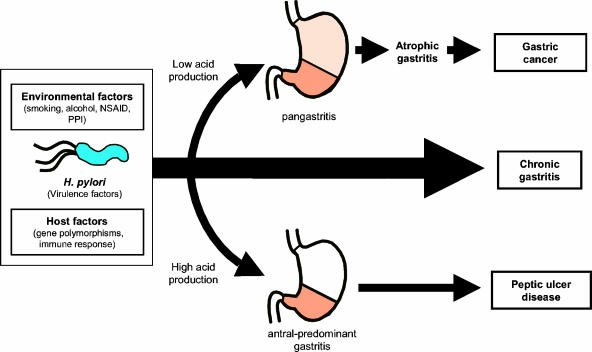 Environmental factors
(smoking, alcohol, NSAID,
PPI)
H. pylori
(Virulence factors)
Host factors
(gene polymorphisms,
immune response)
Low acid
production
pangastritis
Atrophic
gastritis
Gastric
cancer
Chronic
gastritis
High acid
production
antral-predominant
gastritis
Peptic ulcer
disease